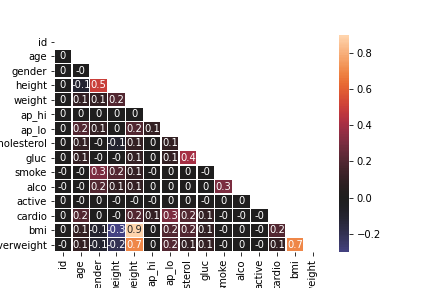 id
age 0
gender 0 -0
height 0 -0.1 0.5
weight 0 0.1 0.1 0.2
ap_hi 0 0 0 0 0
ap_lo 0 0.2 0.1 0 0.2 0.1
holesterol 0 0.1 -0 -0.1 0.1 0 0.1
gluc 0 0.1 -0 -0 0.1 0 0.1 0.4
smoke -0 -0 0.3 0.2 0.1 -0 0 0 -0
alco -0 -0 0.2 0.1 0.1 0 0 0 0 0.3
active -0 -0 0 -0 -0 -0 0 0 -0 0 0
cardio 0 0.2 0 -0 0.2 0.1 0.3 0.2 0.1 -0 -0 -0
bmi 0 0.1 -0.1 -0.3 0.9 0 0.2 0.2 0.1 -0 0 -0 0.2
verweight -0 0.1 -0.1 -0.2 0.7 0 0.2 0.1 0.1 -0 0 -0 0.2 0.7
id age ender eight eight ap_hi ap_lo sterol gluc moke alco active cardio bmi eight
0.8
0.6
0.4
0.2
0.0
−0.2